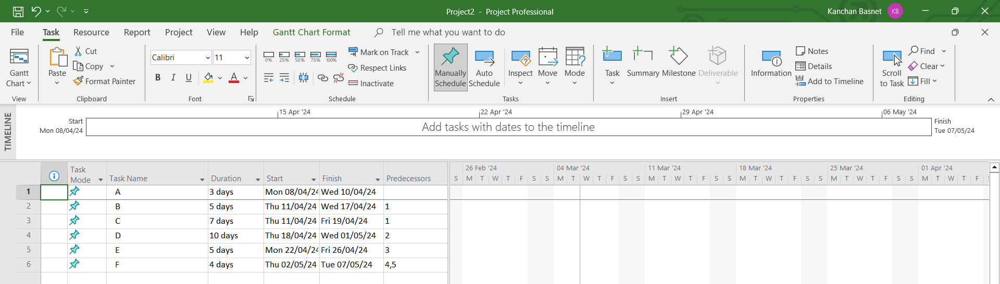 Project2 - Project Professional
Kanchan Basnet KB
File Task Resource Report Project View Help Gantt Chart Format Tell me what you want to do
Gantt Chart
View
Paste
Cut
Copy
Format Painter
Clipboard
Calibri 11
B I U A
Font
0% 25% 50% 75% 100%
Mark on Track
Respect Links
Inactivate
Schedule
Manually Schedule
Auto Schedule
Inspect
Move
Mode
Tasks
Task
Summary
Milestone
Deliverable
Insert
Information
Notes
Details
Add to Timeline
Properties
Scroll to Task
Find
Clear
Fill
Editing
TIMELINE
15 Apr '24 22 Apr '24 29 Apr '24 06 May '24
Start
Mon 08/04/24
Add tasks with dates to the timeline
Finish
Tue 07/05/24
Task Mode Task Name Duration Start Finish Predecessors
26 Feb '24 04 Mar '24 11 Mar '24 18 Mar '24 25 Mar '24 01 Apr '24
S M T W T F S S M T W T F S S M T W T F S S M T W T F S S M T W T F S S M T W T F
1 A 3 days Mon 08/04/24 Wed 10/04/24
2 B 5 days Thu 11/04/24 Wed 17/04/24 1
3 C 7 days Thu 11/04/24 Fri 19/04/24 1
4 D 10 days Thu 18/04/24 Wed 01/05/24 2
5 E 5 days Mon 22/04/24 Fri 26/04/24 3
6 F 4 days Thu 02/05/24 Tue 07/05/24 4,5